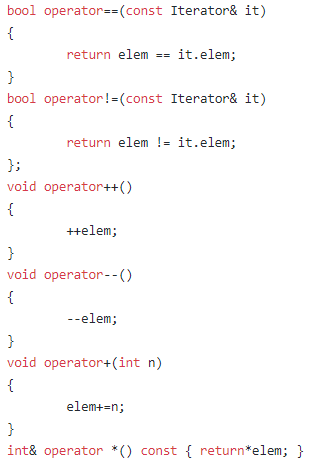 bool operator==(const Iterator& it)
{
        return elem == it.elem;
}
bool operator!=(const Iterator& it)
{
        return elem != it.elem;
};
void operator++()
{
        ++elem;
}
void operator--()
{
        --elem;
}
void operator+(int n)
{
        elem+=n;
}
int& operator *() const { return*elem; }